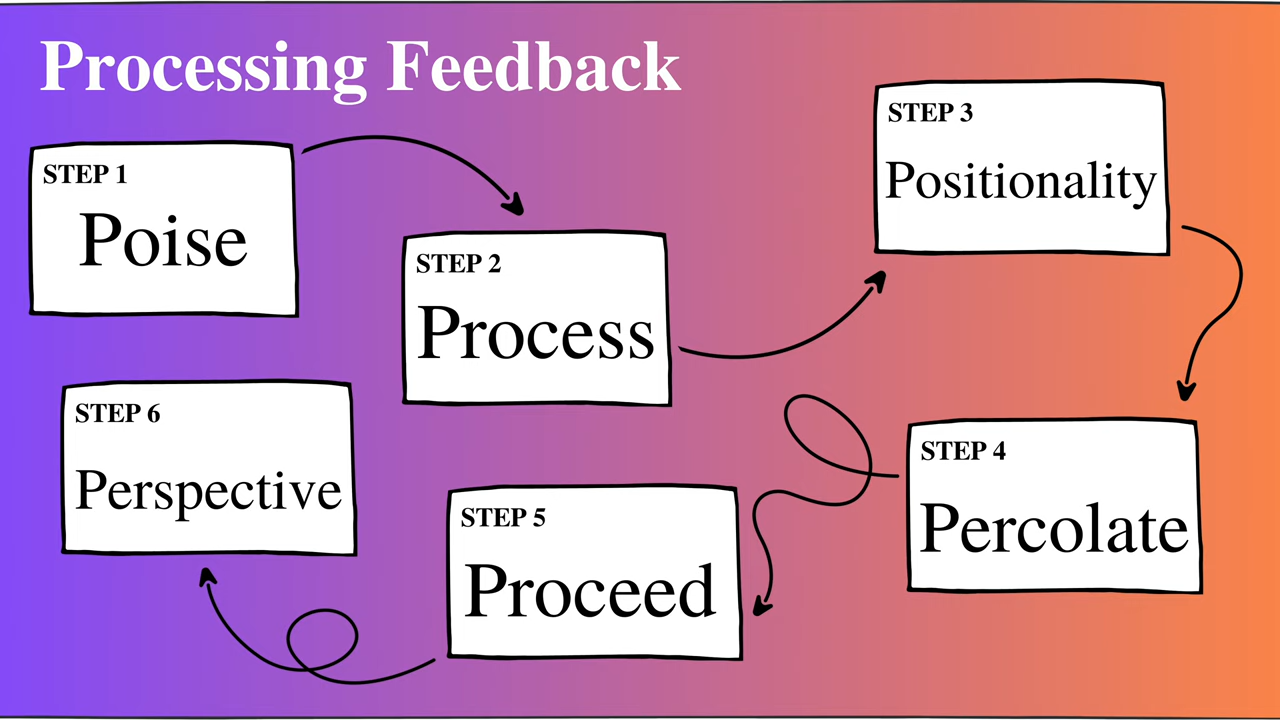 Processing Feedback
STEP 1
Poise
STEP 2
Process
STEP 3
Positionality
STEP 4
Percolate
STEP 5
Proceed
STEP 6
Perspective